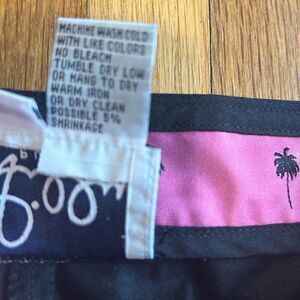 MACHINE WASH COLD
WITH LIKE COLORS
NO BLEACH
TUMBLE DRY LOW
OR HANG TO DRY
WARM IRON
OR DRY CLEAN
POSSIBLE 5%
SHRINKAGE